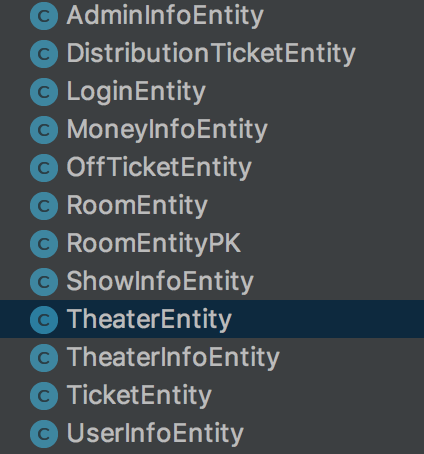 C AdminInfoEntity
C DistributionTicketEntity
C LoginEntity
C MoneyInfoEntity
C OffTicketEntity
C RoomEntity
C RoomEntityPK
C ShowInfoEntity
C TheaterEntity
C TheaterInfoEntity
C TicketEntity
C UserInfoEntity